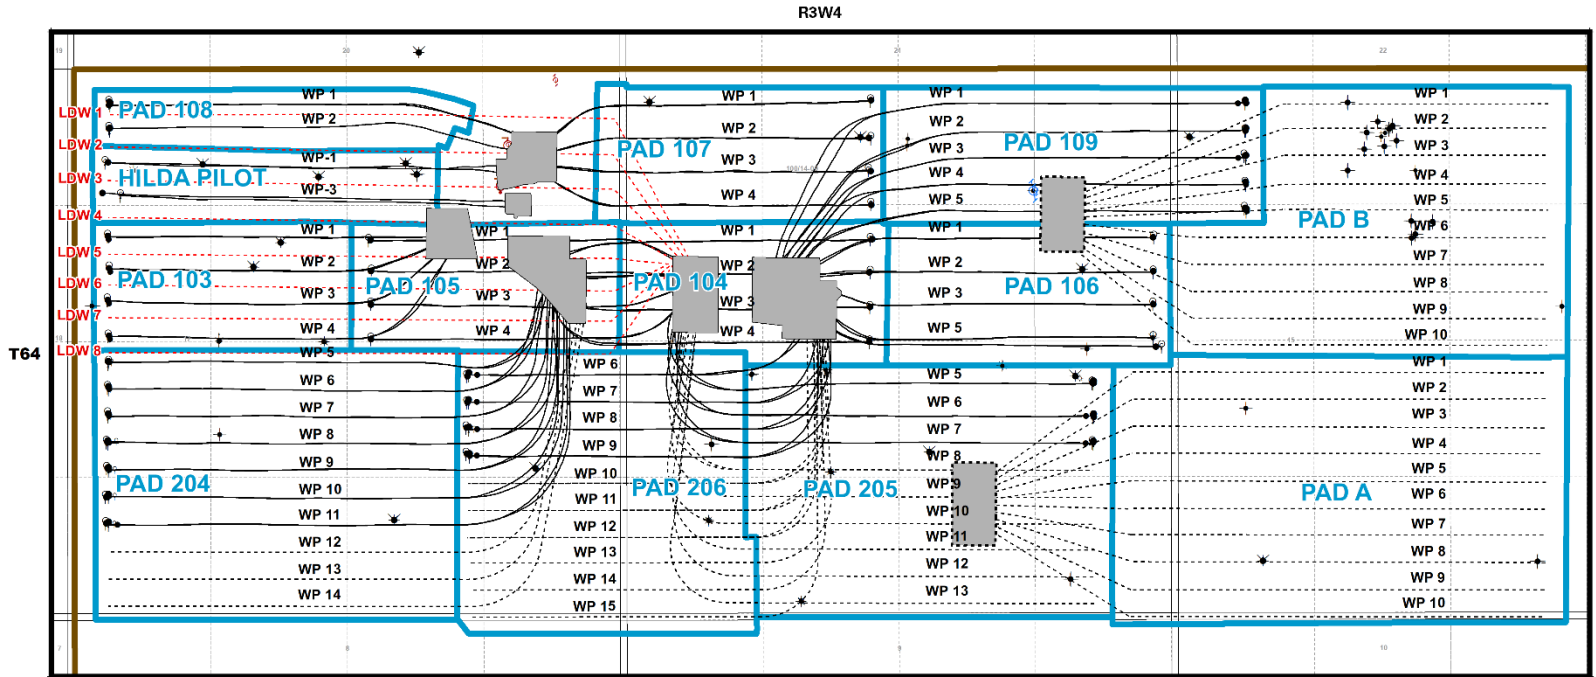 R3W4
T64
19
20
21
22
PAD 108
WP 1
WP 2
LDW 1
LDW 2
HILDA PILOT
WP-1
WP-3
LDW 3
LDW 4
PAD 107
WP 1
WP 2
WP 3
WP 4
PAD 109
WP 1
WP 2
WP 3
WP 4
WP 5
PAD B
WP 1
WP 2
WP 3
WP 4
WP 5
WP 6
WP 7
WP 8
WP 9
WP 10
PAD 103
WP 1
WP 2
WP 3
WP 4
LDW 5
LDW 6
LDW 7
LDW 8
PAD 105
WP 1
WP 2
WP 3
WP 4
PAD 104
WP 1
WP 2
WP 3
WP 4
PAD 106
WP 1
WP 2
WP 3
WP 5
15
PAD 204
WP 5
WP 6
WP 7
WP 8
WP 9
WP 10
WP 11
WP 12
WP 13
WP 14
PAD 206
WP 6
WP 7
WP 8
WP 9
WP 10
WP 11
WP 12
WP 13
WP 14
WP 15
PAD 205
WP 5
WP 6
WP 7
WP 8
WP 9
WP 10
WP 11
WP 12
WP 13
PAD A
WP 1
WP 2
WP 3
WP 4
WP 5
WP 6
WP 7
WP 8
WP 9
WP 10
7
8
9
10